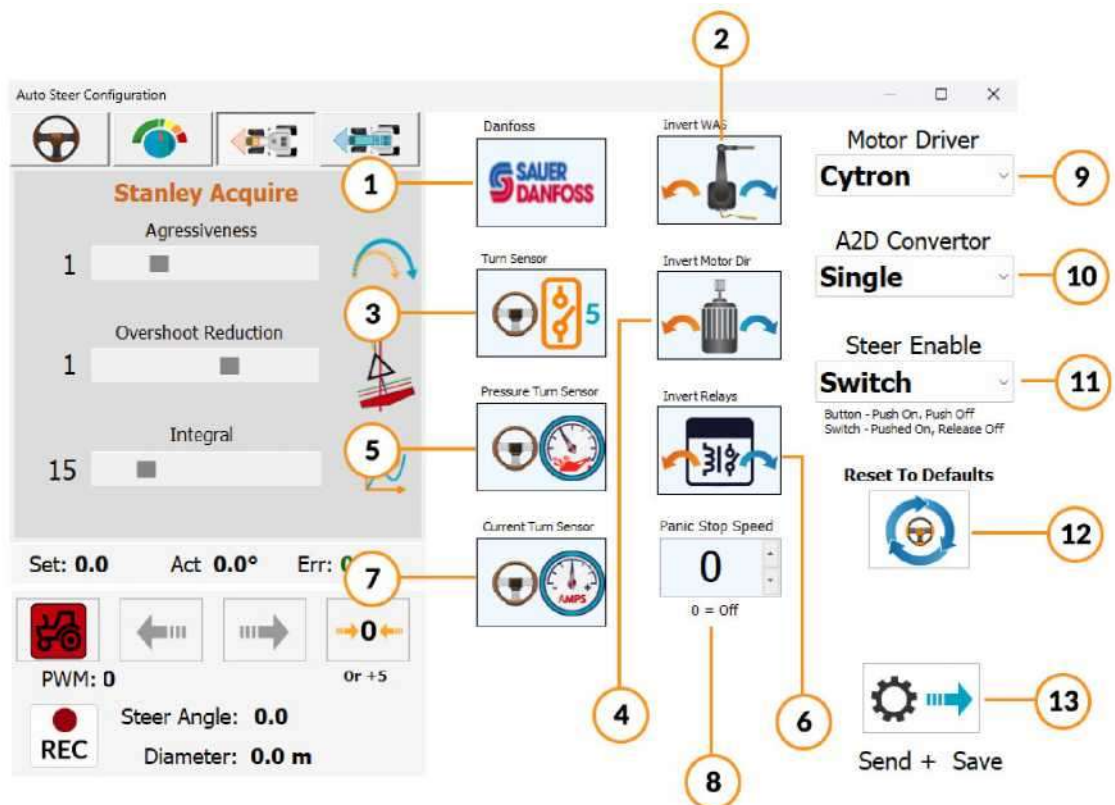 2
Auto Steer Configuration
Stanley Acquire
Agressiveness
1
Overshoot Reduction
1
Integral
15
Set: 0.0 Act 0.0° Err:
PWM: 0
0
Or +5
REC
Steer Angle: 0.0
Diameter: 0.0 m
1
Danfoss
SAUER
DANFOSS
3
Turn Sensor
5
5
Pressure Turn Sensor
7
Current Turn Sensor
AMPS
Invert WAS
Invert Motor Dir
Invert Relays
Panic Stop Speed
0
0 = Off
4
8
6
Motor Driver
Cytron
9
A2D Convertor
Single
10
Steer Enable
Switch
11
Button - Push On, Push Off
Switch - Pushed On, Release Off
Reset To Defaults
12
13
Send + Save